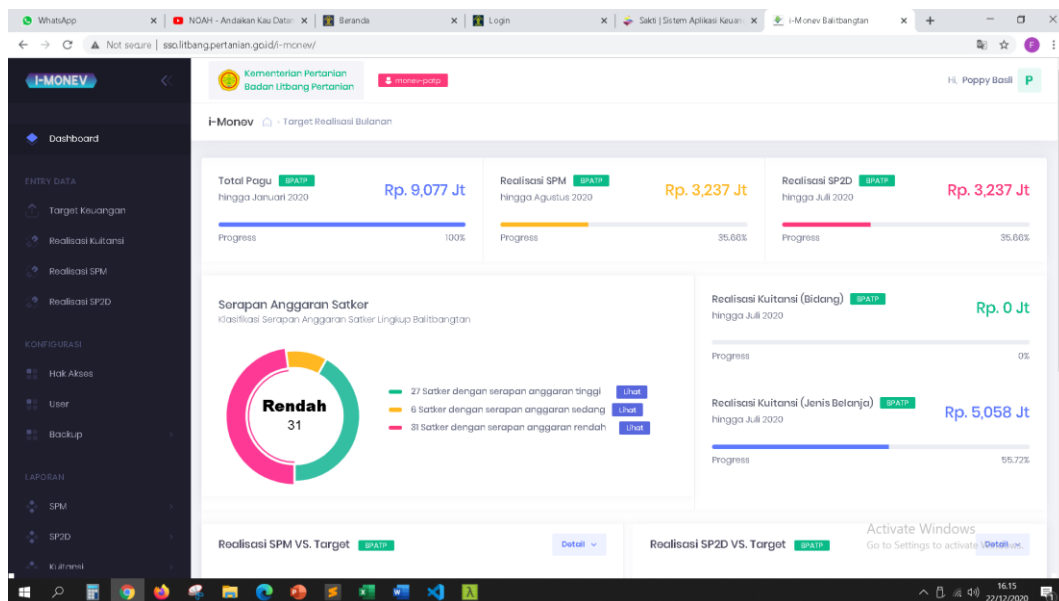 WhatsApp
NOAH - Andaikan Kau Datan
Beranda
Login
Sakti | Sistem Aplikasi Keuan
i-Monev Balitbangtan
Not secure | sso.litbang.pertanian.go.id/i-monev/
F
I-MONEV
Kementerian Pertanian
Badan Litbang Pertanian
monev-patp
Hi, Poppy Basli P
i-Monev - Target Realisasi Bulanan
Dashboard
ENTRY DATA
Target Keuangan
Realisasi Kuitansi
Realisasi SPM
Realisasi SP2D
KONFIGURASI
Hak Akses
User
Backup
LAPORAN
SPM
SP2D
Kuitansi
Total Pagu BPATP
hingga Januari 2020
Rp. 9,077 Jt
Progress 100%
Realisasi SPM BPATP
hingga Agustus 2020
Rp. 3,237 Jt
Progress 35.66%
Realisasi SP2D BPATP
hingga Juli 2020
Rp. 3,237 Jt
Progress 35.66%
Serapan Anggaran Satker
Klasifikasi Serapan Anggaran Satker Lingkup Balitbangtan
Rendah
31
27 Satker dengan serapan anggaran tinggi Lihat
6 Satker dengan serapan anggaran sedang Lihat
31 Satker dengan serapan anggaran rendah Lihat
Realisasi Kuitansi (Bidang) BPATP
hingga Juli 2020
Rp. 0 Jt
Progress 0%
Realisasi Kuitansi (Jenis Belanja) BPATP
hingga Juli 2020
Rp. 5,058 Jt
Progress 55.72%
Realisasi SPM VS. Target BPATP
Detail
Realisasi SP2D VS. Target BPATP
Detail
Activate Windows
Go to Settings to activate Windows.
16.15
22/12/2020